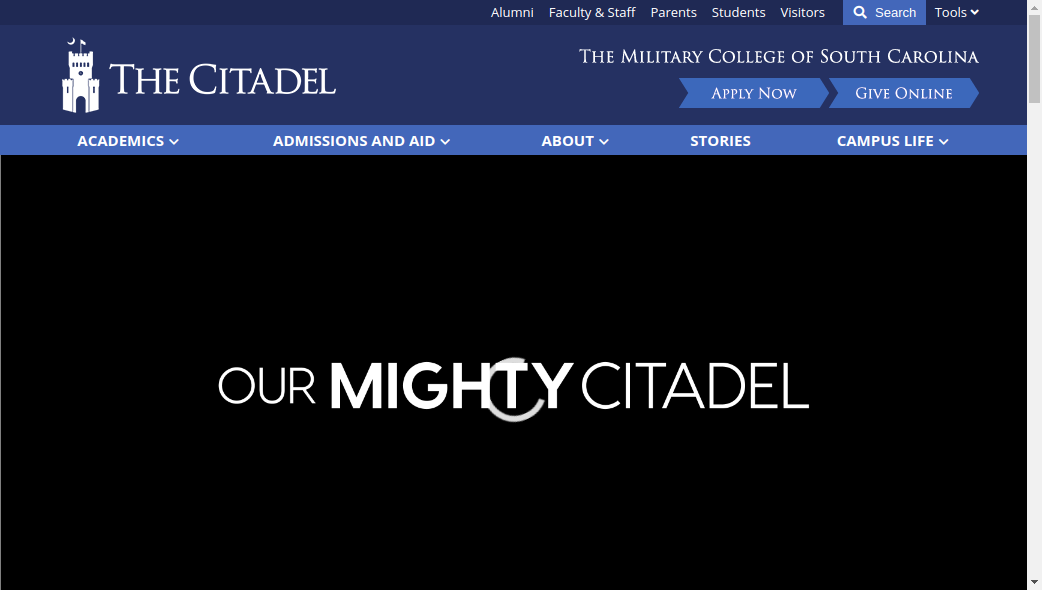 Alumni Faculty & Staff Parents Students Visitors Search Tools
THE CITADEL
THE MILITARY COLLEGE OF SOUTH CAROLINA
APPLY NOW GIVE ONLINE
ACADEMICS ADMISSIONS AND AID ABOUT STORIES CAMPUS LIFE
OUR MIGHTY CITADEL